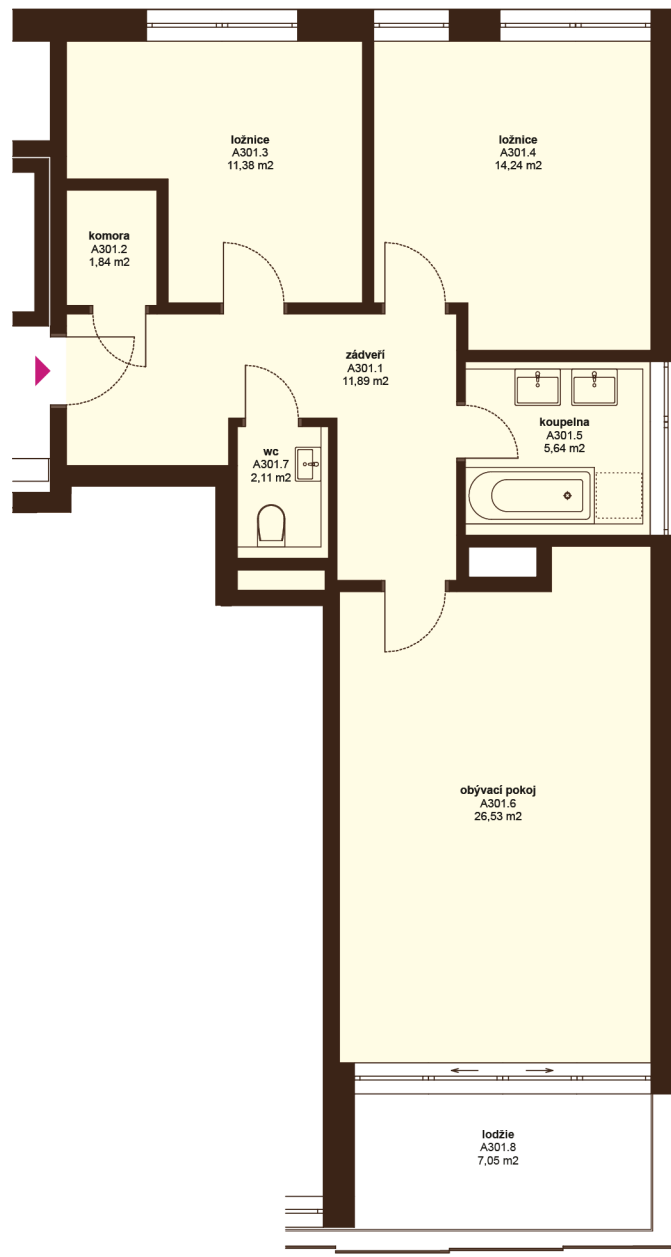 ložnice
A301.3
11,38 m2
ložnice
A301.4
14,24 m2
komora
A301.2
1,84 m2
zádveří
A301.1
11,89 m2
koupelna
A301.5
5,64 m2
wc
A301.7
2,11 m2
obývací pokoj
A301.6
26,53 m2
lodžie
A301.8
7,05 m2